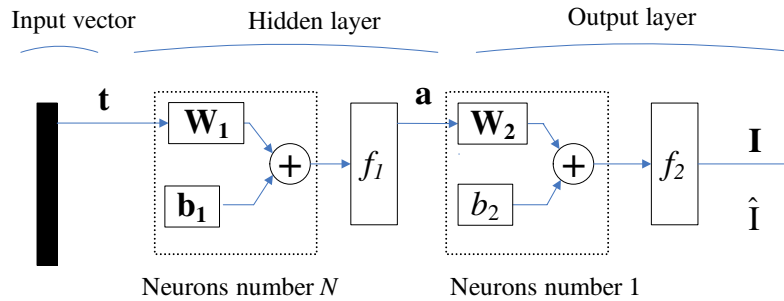 Input vector
Hidden layer
Output layer
t
W₁
b₁
+
f₁
a
W₂
b₂
+
f₂
I
Î
Neurons number N
Neurons number 1